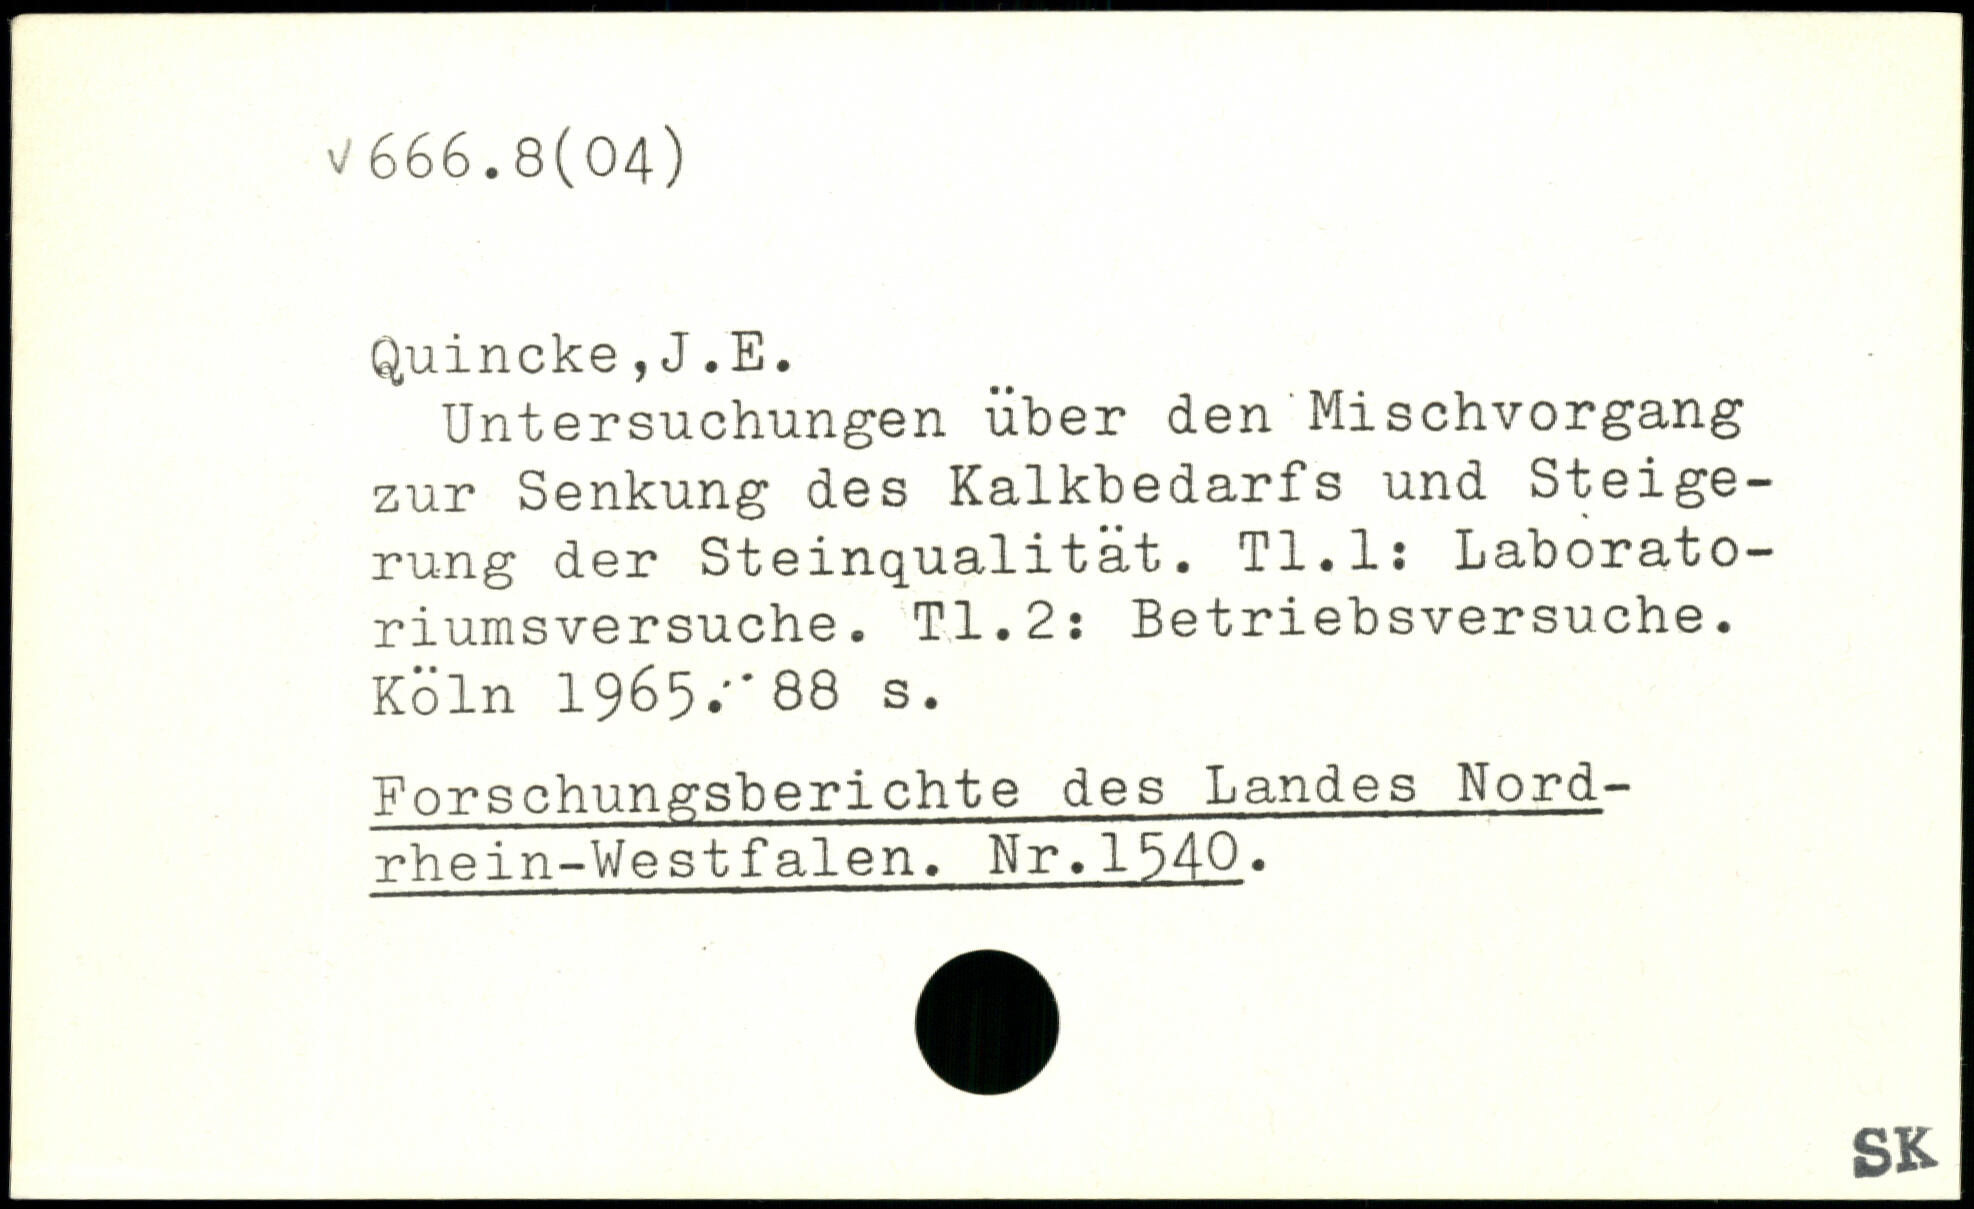 v 666.8(04)
Quincke,J.E.
Untersuchungen über den Mischvorgang
zur Senkung des Kalkbedarfs und Steige-
rung der Steinqualität. Tl.1: Laborato-
riumsversuche. Tl.2: Betriebsversuche.
Köln 1965. 88 s.
Forschungsberichte des Landes Nord-
rhein-Westfalen. Nr.1540.
SK